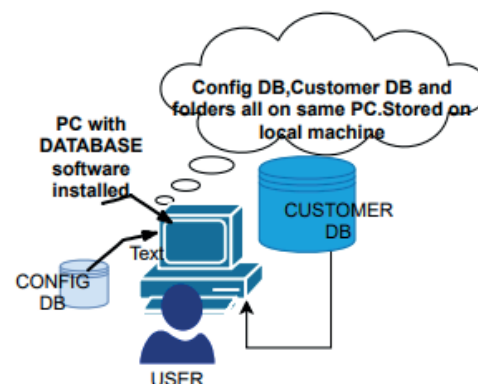 Config DB,Customer DB and
folders all on same PC.Stored on
local machine
PC with
DATABASE
software
installed
CUSTOMER
DB
Text
CONFIG
DB
USER